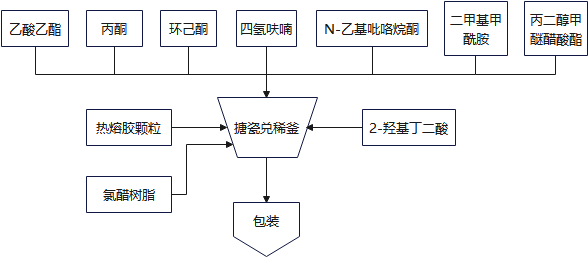 乙酸乙酯
丙酮
环己酮
四氢呋喃
N-乙基吡咯烷酮
二甲基甲
酰胺
丙二醇甲
醚醋酸酯
热熔胶颗粒
搪瓷兑稀釜
2-羟基丁二酸
氯醋树脂
包装